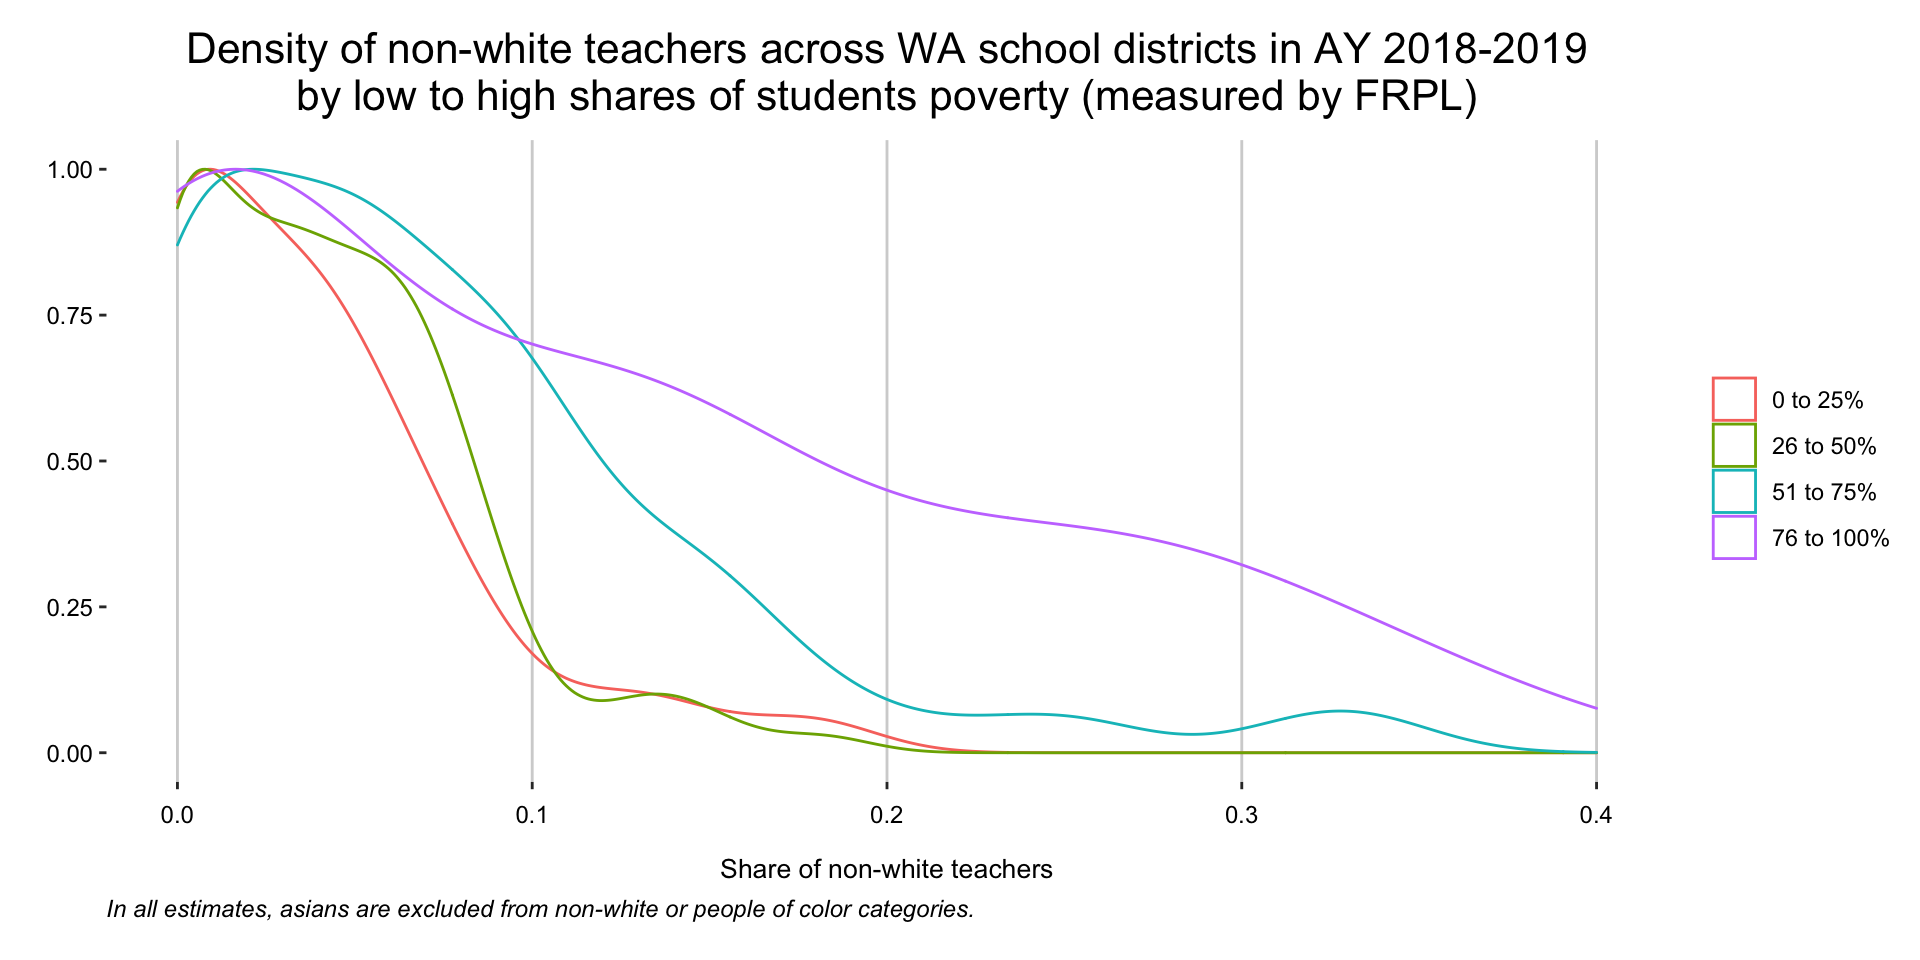 Density of non-white teachers across WA school districts in AY 2018-2019
by low to high shares of students poverty (measured by FRPL)
1.00
0.75
0.50
0.25
0.00
0.0
0.1
0.2
0.3
0.4
Share of non-white teachers
0 to 25%
26 to 50%
51 to 75%
76 to 100%
In all estimates, asians are excluded from non-white or people of color categories.